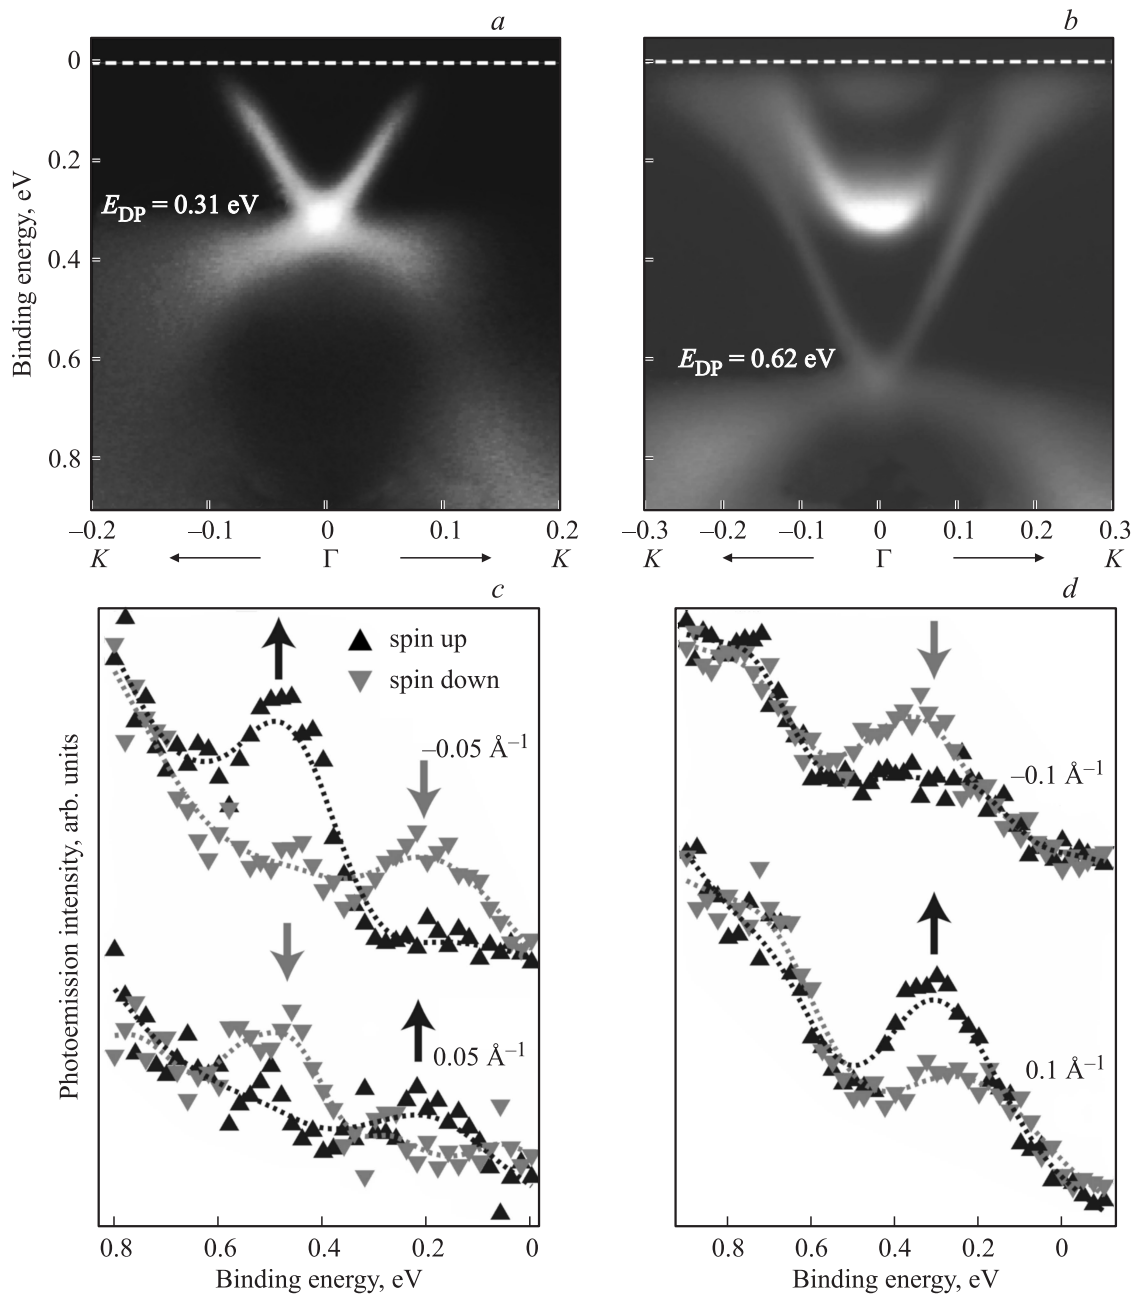 a
b
0
0.2
0.4
0.6
0.8
Binding energy, eV
E_DP = 0.31 eV
E_DP = 0.62 eV
–0.2 –0.1 0 0.1 0.2
K Γ K
–0.3 –0.2 –0.1 0 0.1 0.2 0.3
K Γ K
c
d
spin up
spin down
–0.05 Å⁻¹
0.05 Å⁻¹
–0.1 Å⁻¹
0.1 Å⁻¹
Photoemission intensity, arb. units
0.8 0.6 0.4 0.2 0
Binding energy, eV
0.8 0.6 0.4 0.2 0
Binding energy, eV